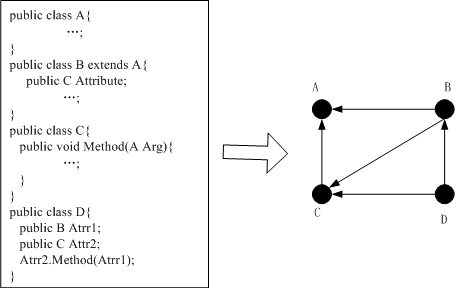 public class A{
…;
}
public class B extends A{
public C Attribute;
…;
}
public class C{
public void Method(A Arg){
…;
}
}
public class D{
public B Atrr1;
public C Attr2;
Atrr2.Method(Atrr1);
}
A
B
C
D